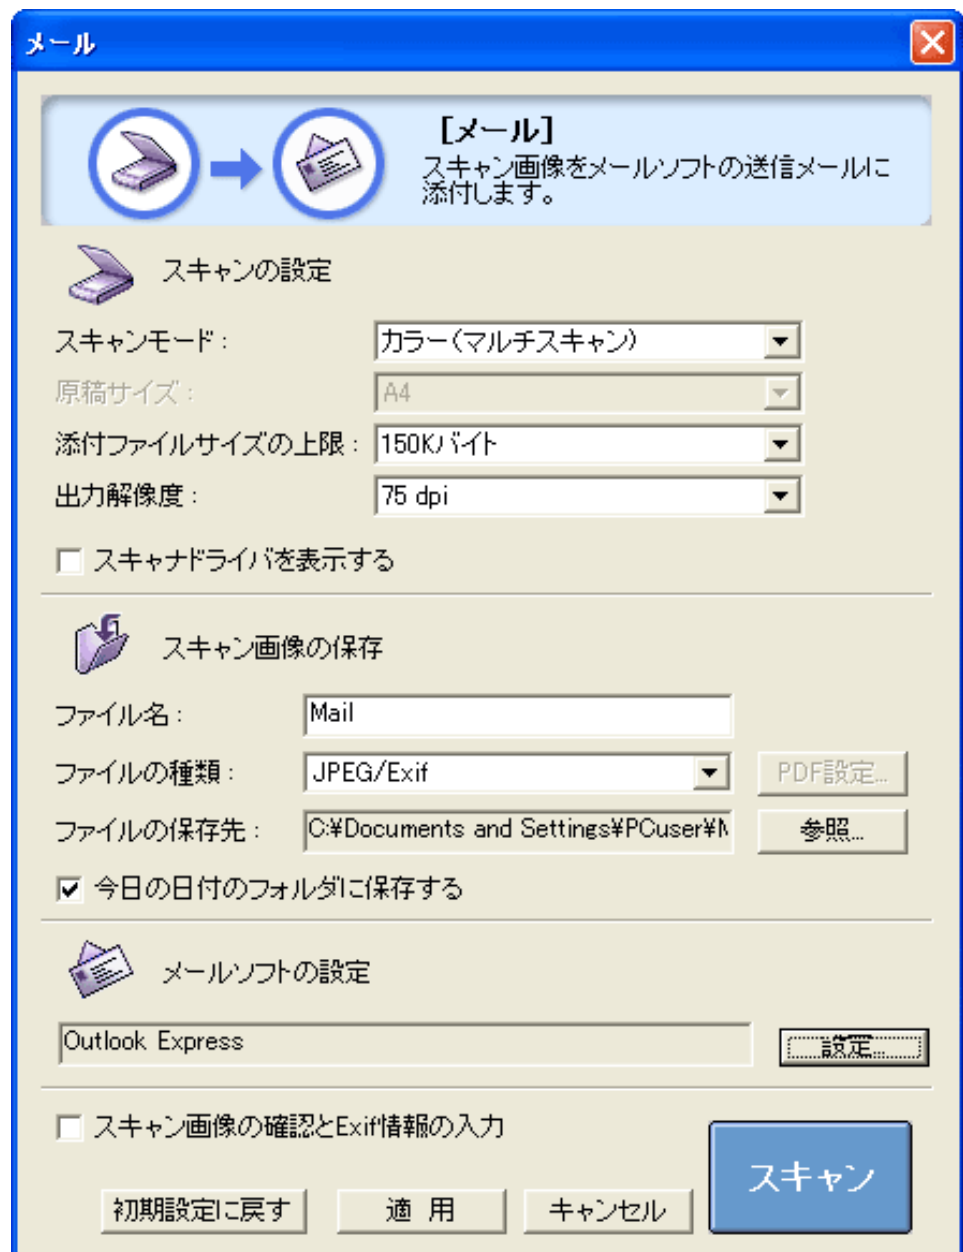 メール
[メール]
スキャン画像をメールソフトの送信メールに
添付します。
スキャンの設定
スキャンモード: カラー(マルチスキャン)
原稿サイズ: A4
添付ファイルサイズの上限: 150Kバイト
出力解像度: 75 dpi
スキャナドライバを表示する
スキャン画像の保存
ファイル名: Mail
ファイルの種類: JPEG/Exif PDF設定...
ファイルの保存先: C:¥Documents and Settings¥PCuser¥ 参照...
今日の日付のフォルダに保存する
メールソフトの設定
Outlook Express 設定...
スキャン画像の確認とExif情報の入力
スキャン
初期設定に戻す 適 用 キャンセル